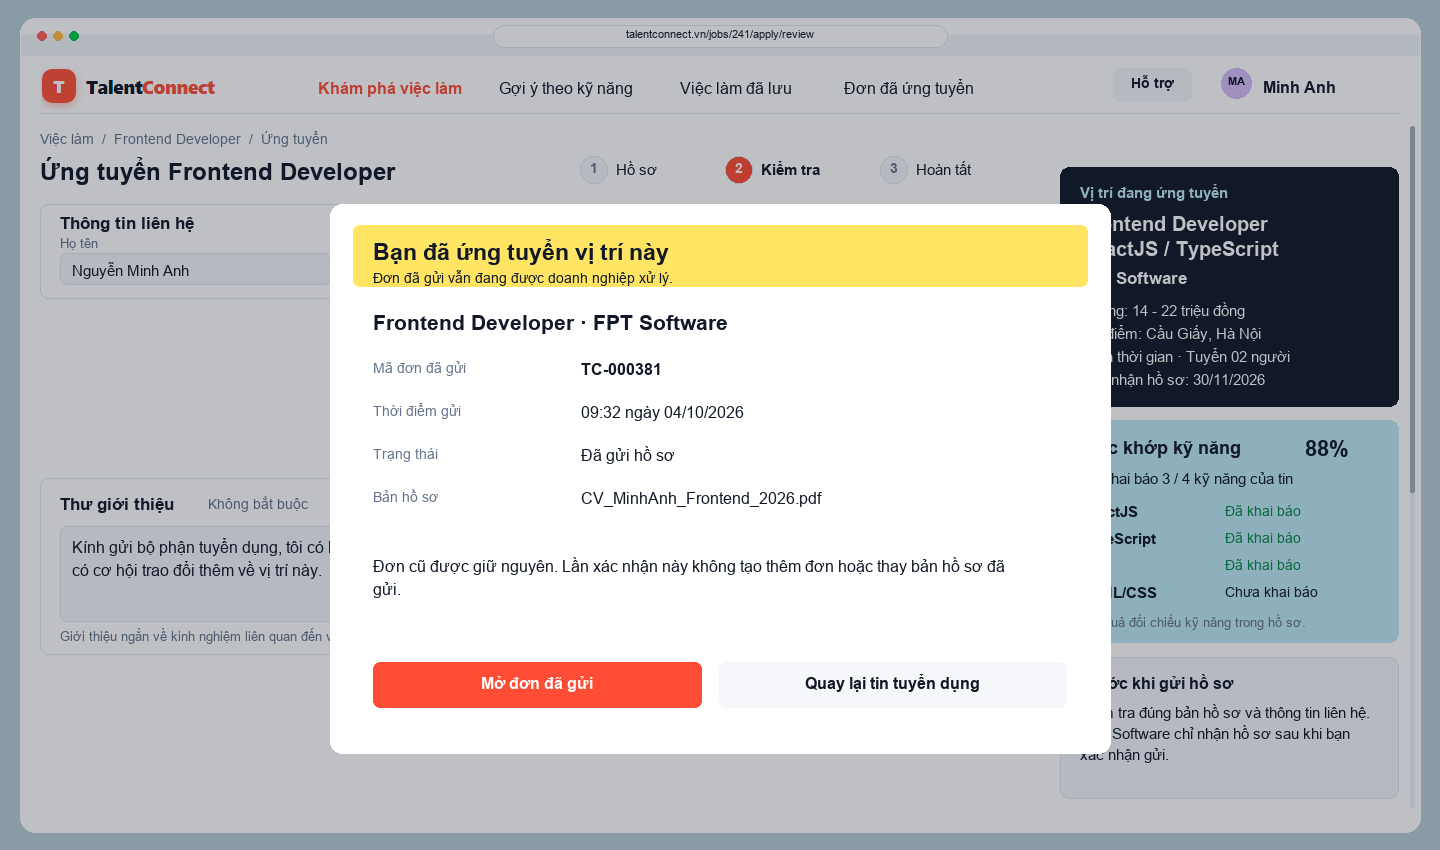 talentconnect.vn/jobs/241/apply/review
T TalentConnect
Khám phá việc làm
Gợi ý theo kỹ năng
Việc làm đã lưu
Đơn đã ứng tuyển
Hỗ trợ
MA
Minh Anh
Việc làm / Frontend Developer / Ứng tuyển
Ứng tuyển Frontend Developer
1 Hồ sơ
2 Kiểm tra
3 Hoàn tất
Thông tin liên hệ
Họ tên
Nguyễn Minh Anh
Thư giới thiệu
Không bắt buộc
Kính gửi bộ phận tuyển dụng, tôi có
có cơ hội trao đổi thêm về vị trí này.
Giới thiệu ngắn về kinh nghiệm liên quan đến
Bạn đã ứng tuyển vị trí này
Đơn đã gửi vẫn đang được doanh nghiệp xử lý.
Frontend Developer · FPT Software
Mã đơn đã gửi
TC-000381
Thời điểm gửi
09:32 ngày 04/10/2026
Trạng thái
Đã gửi hồ sơ
Bản hồ sơ
CV_MinhAnh_Frontend_2026.pdf
Đơn cũ được giữ nguyên. Lần xác nhận này không tạo thêm đơn hoặc thay bản hồ sơ đã
gửi.
Mở đơn đã gửi
Quay lại tin tuyển dụng
Vị trí đang ứng tuyển
Developer
/ TypeScript
Software
14 - 22 triệu đồng
Cầu Giấy, Hà Nội
thời gian · Tuyển 02 người
nhận hồ sơ: 30/11/2026
khớp kỹ năng
88%
báo 3 / 4 kỹ năng của tin
Đã khai báo
Đã khai báo
Đã khai báo
Chưa khai báo
đối chiếu kỹ năng trong hồ sơ.
khi gửi hồ sơ
tra đúng bản hồ sơ và thông tin liên hệ.
Software chỉ nhận hồ sơ sau khi bạn
xác nhận gửi.